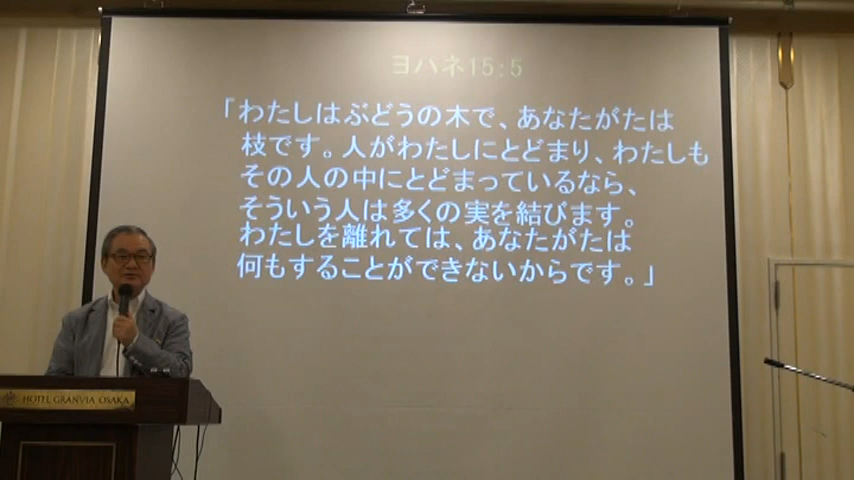 ヨハネ15:5
「わたしはぶどうの木で、あなたがたは
枝です。人がわたしにとどまり、わたしも
その人の中にとどまっているなら、
そういう人は多くの実を結びます。
わたしを離れては、あなたがたは
何もすることができないからです。」
HOTEL GRANVIA OSAKA